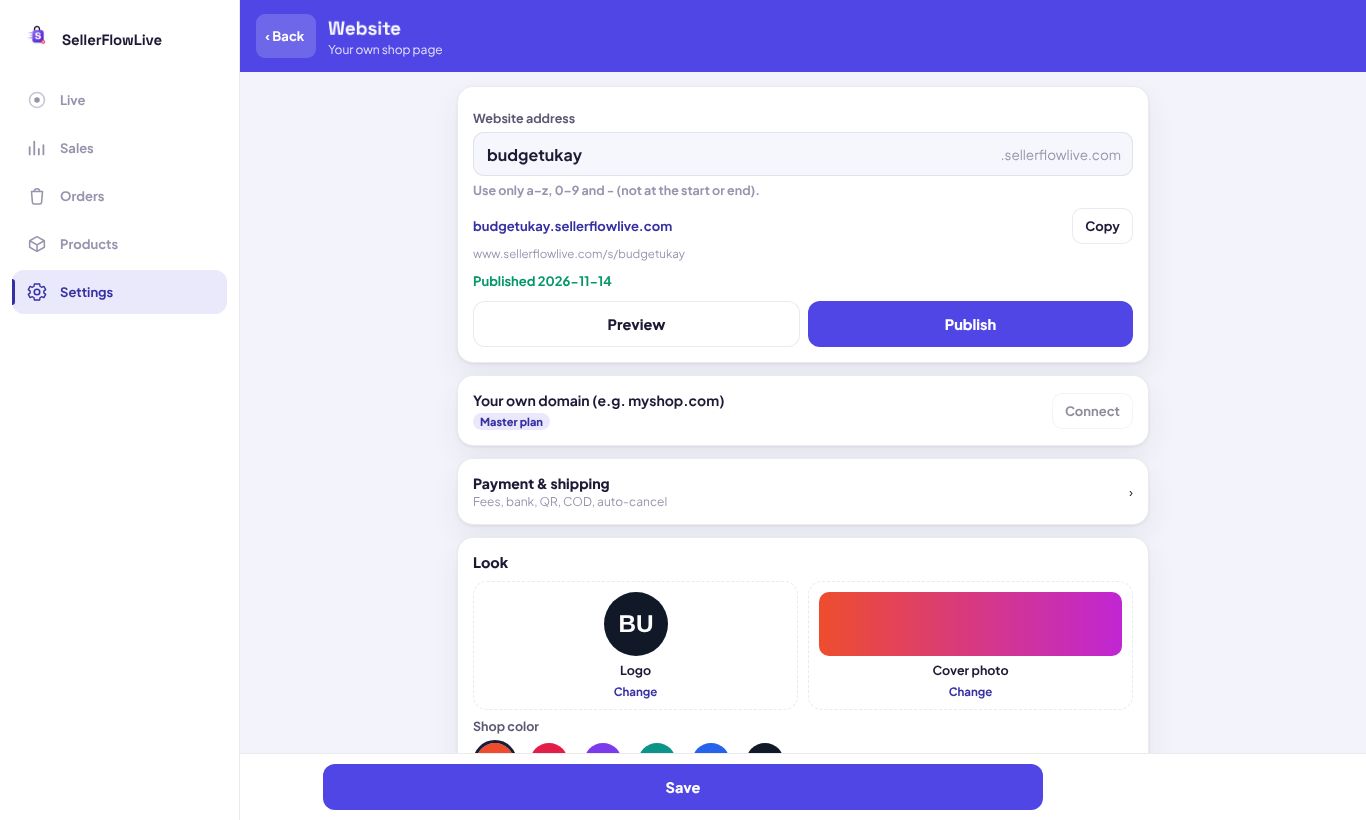 SellerFlowLive
Live
Sales
Orders
Products
Settings
‹ Back
Website
Your own shop page
Website address
budgetukay
.sellerflowlive.com
Use only a–z, 0–9 and - (not at the start or end).
budgetukay.sellerflowlive.com
Copy
www.sellerflowlive.com/s/budgetukay
Published 2026-11-14
Preview
Publish
Your own domain (e.g. myshop.com)
Master plan
Connect
Payment & shipping
Fees, bank, QR, COD, auto-cancel
›
Look
BU
Logo
Change
Cover photo
Change
Shop color
Save